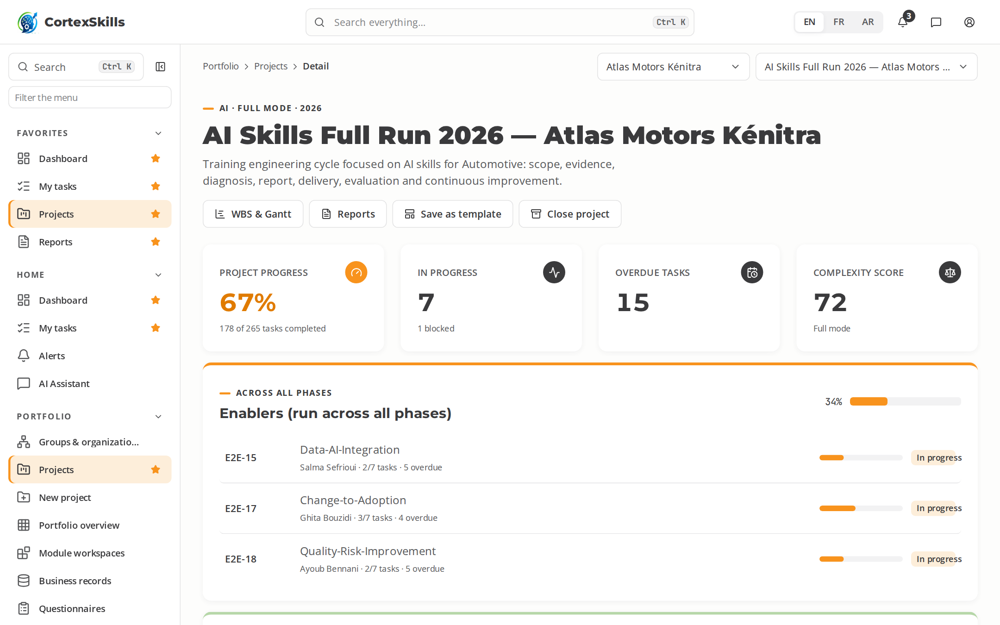 CortexSkills
Search everything...
Ctrl K
EN
FR
AR
3
Search
Ctrl K
Filter the menu
FAVORITES
Dashboard
My tasks
Projects
Reports
HOME
Dashboard
My tasks
Alerts
AI Assistant
PORTFOLIO
Groups & organizatio...
Projects
New project
Portfolio overview
Module workspaces
Business records
Questionnaires
Portfolio > Projects > Detail
Atlas Motors Kénitra
AI Skills Full Run 2026 — Atlas Motors ...
AI · FULL MODE · 2026
AI Skills Full Run 2026 — Atlas Motors Kénitra
Training engineering cycle focused on AI skills for Automotive: scope, evidence,
diagnosis, report, delivery, evaluation and continuous improvement.
WBS & Gantt
Reports
Save as template
Close project
PROJECT PROGRESS
67%
178 of 265 tasks completed
IN PROGRESS
7
1 blocked
OVERDUE TASKS
15
COMPLEXITY SCORE
72
Full mode
ACROSS ALL PHASES
Enablers (run across all phases)
34%
E2E-15
Data-AI-Integration
Salma Sefrioui · 2/7 tasks · 5 overdue
In progress
E2E-17
Change-to-Adoption
Ghita Bouzidi · 3/7 tasks · 4 overdue
In progress
E2E-18
Quality-Risk-Improvement
Ayoub Bennani · 2/7 tasks · 5 overdue
In progress